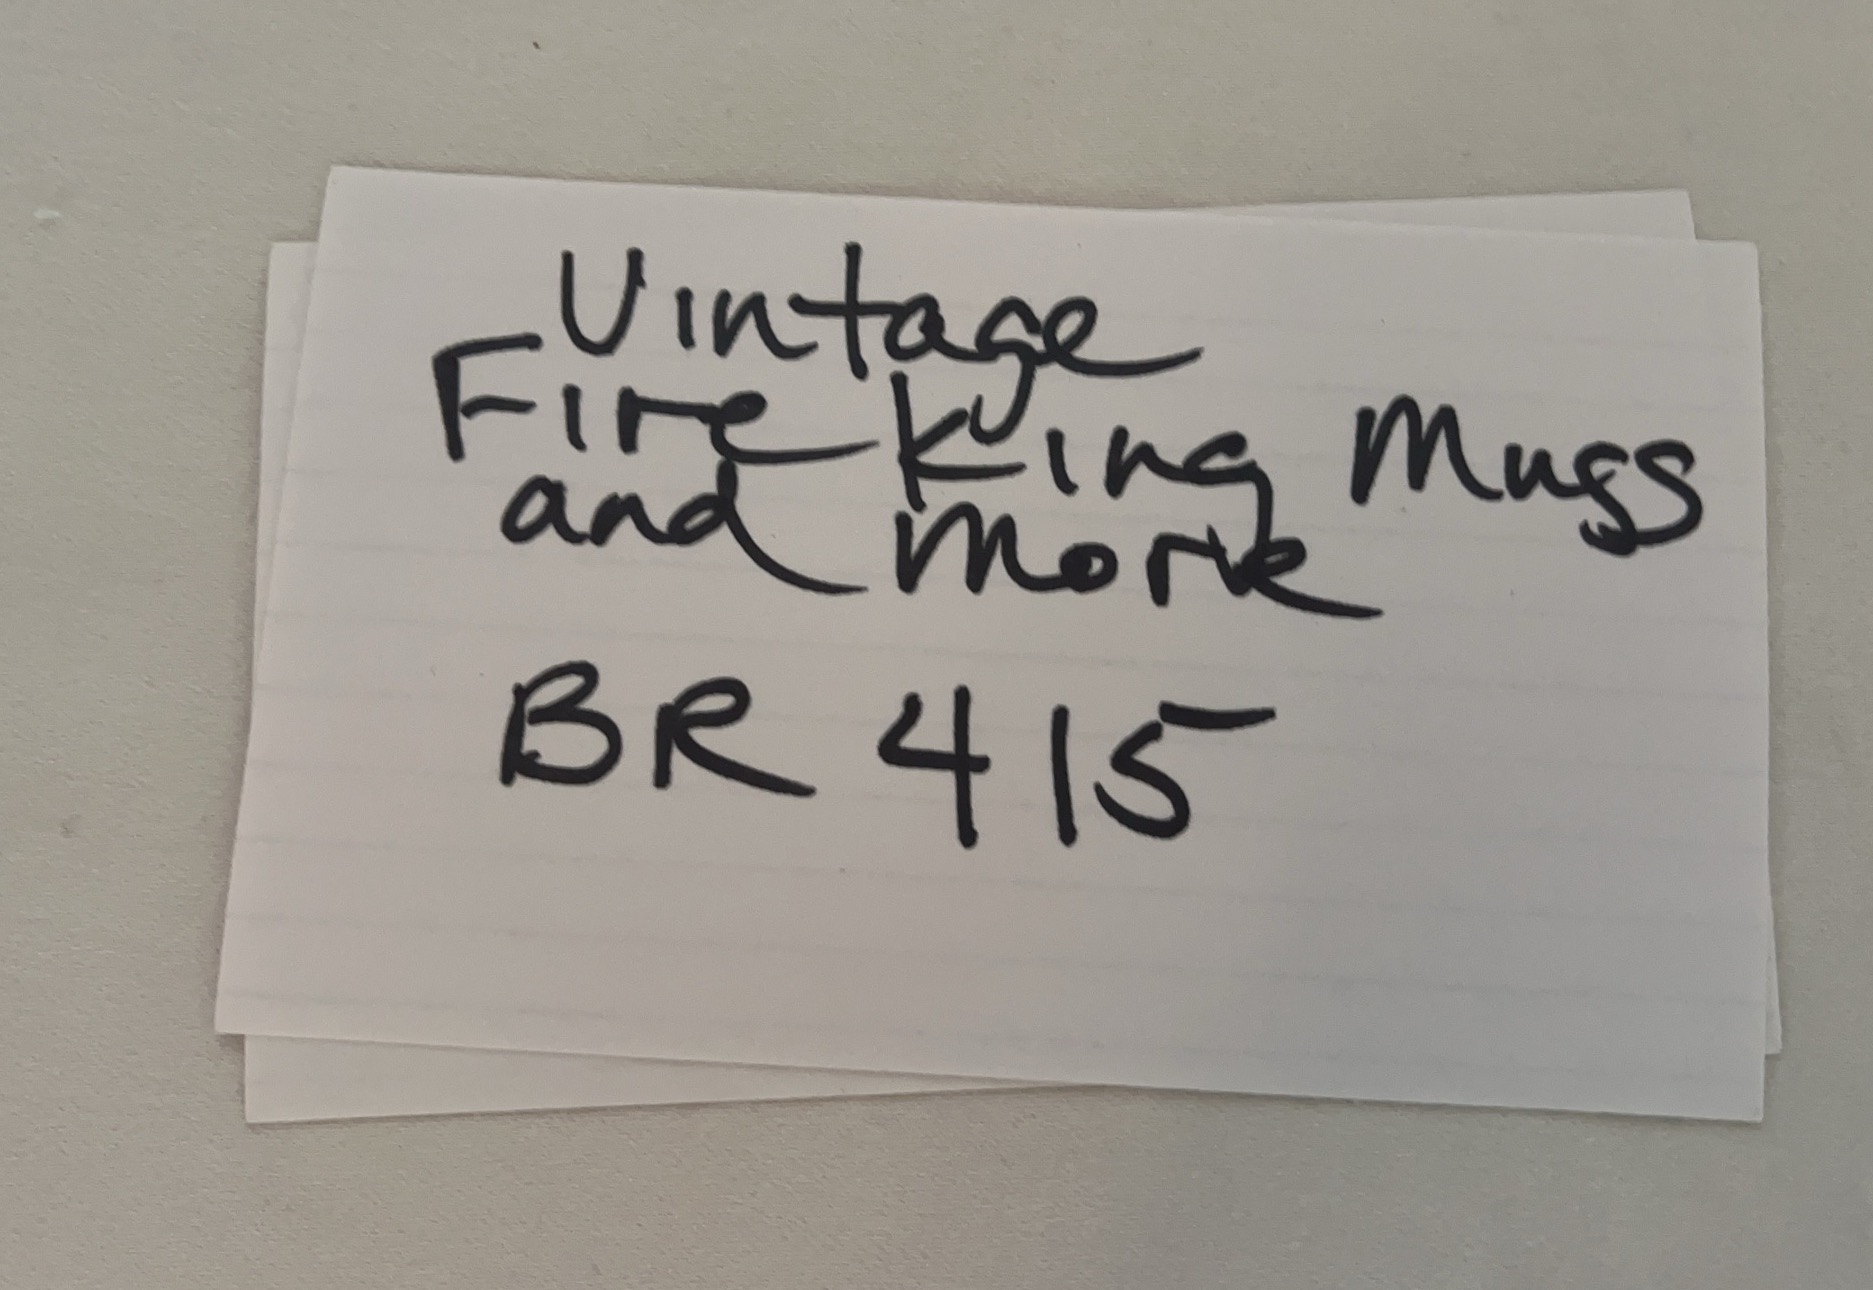 Vintage
Fire King Mugs
and More
BR 415